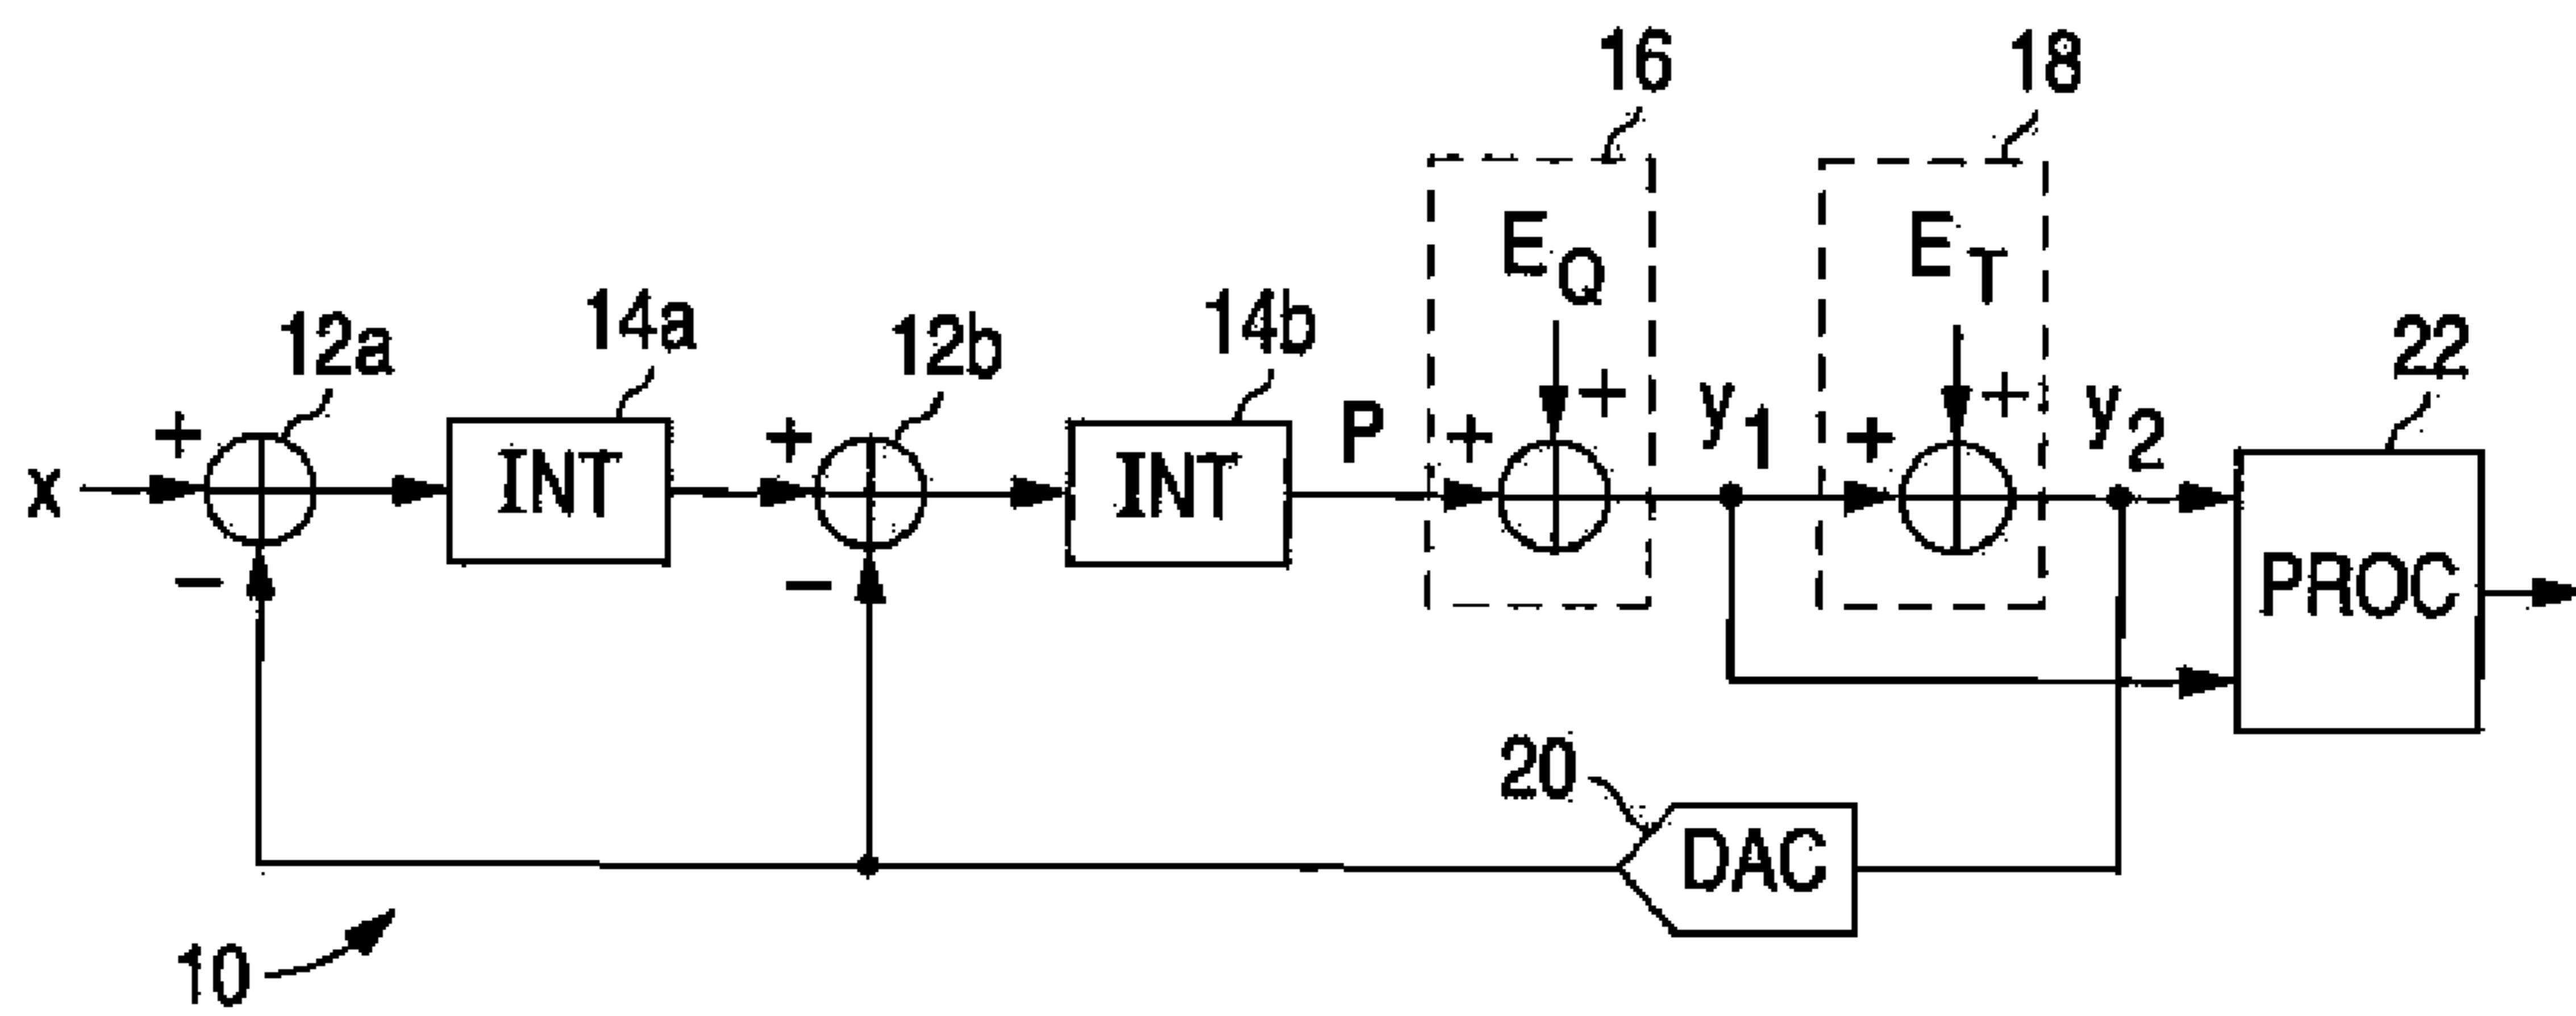 16 18
E_Q E_T
12a 14a 12b 14b 22
+ + P + + y_1 + + y_2
x INT INT
− − PROC
20
DAC
10